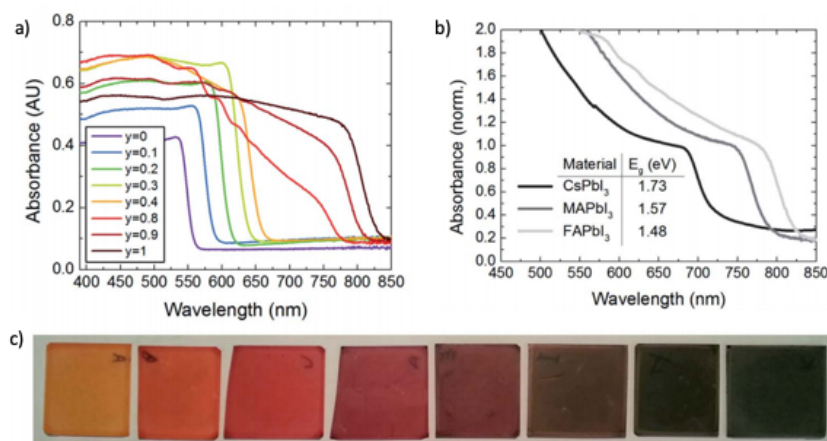 a)
0.8
0.6
0.4
0.2
0.0
Absorbance (AU)
y=0
y=0.1
y=0.2
y=0.3
y=0.4
y=0.8
y=0.9
y=1
400 450 500 550 600 650 700 750 800 850
Wavelength (nm)
b)
2.0
1.8
1.6
1.4
1.2
1.0
0.8
0.6
0.4
0.2
Absorbance (norm.)
Material E_g (eV)
CsPbI₃ 1.73
MAPbI₃ 1.57
FAPbI₃ 1.48
450 500 550 600 650 700 750 800 850
Wavelength (nm)
c)